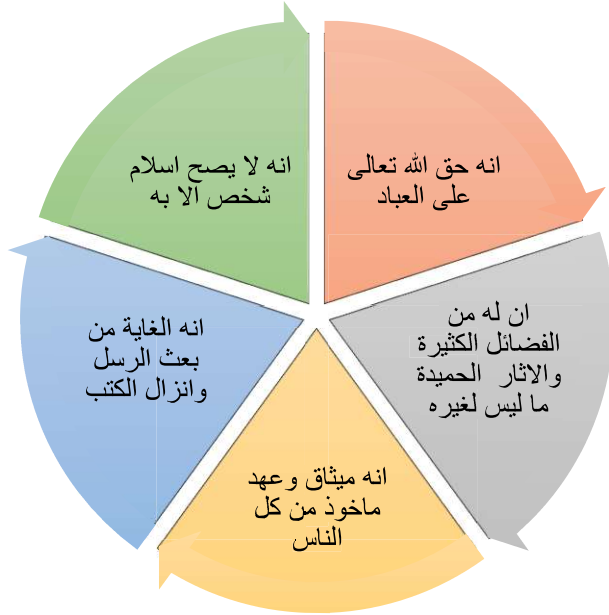 انه حق الله تعالى
على العباد
ان له من
الفضائل الكثيرة
والاثار الحميدة
ما ليس لغيره
انه ميثاق وعهد
ماخوذ من كل
الناس
انه الغاية من
بعث الرسل
وانزال الكتب
انه لا يصح اسلام
شخص الا به